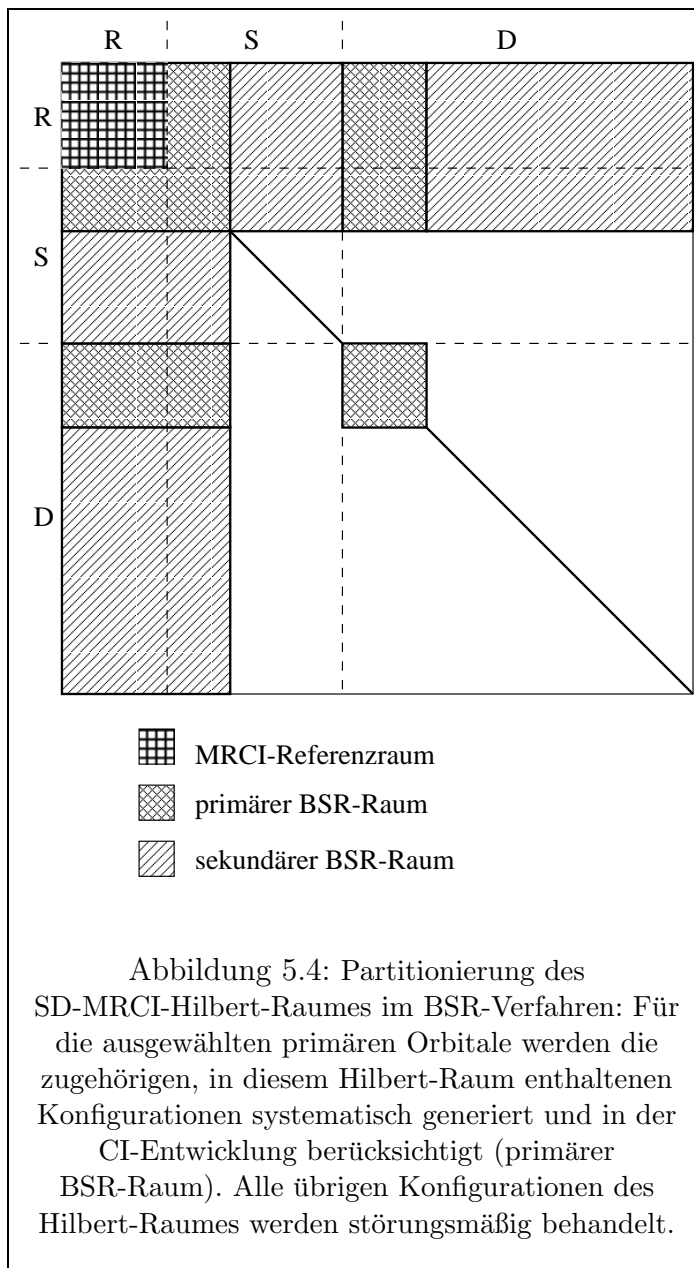 R S D
R
S
D
MRCI-Referenzraum
primärer BSR-Raum
sekundärer BSR-Raum
Abbildung 5.4: Partitionierung des
SD-MRCI-Hilbert-Raumes im BSR-Verfahren: Für
die ausgewählten primären Orbitale werden die
zugehörigen, in diesem Hilbert-Raum enthaltenen
Konfigurationen systematisch generiert und in der
CI-Entwicklung berücksichtigt (primärer
BSR-Raum). Alle übrigen Konfigurationen des
Hilbert-Raumes werden störungsmäßig behandelt.